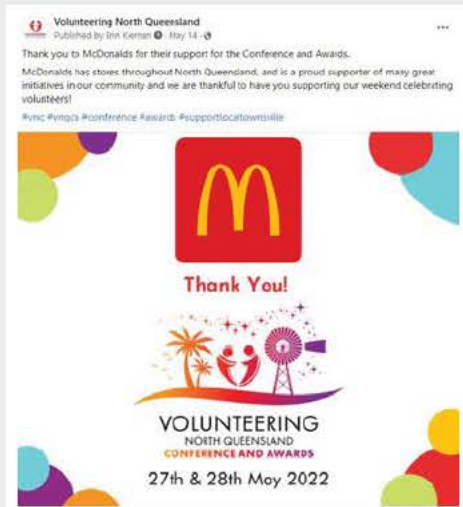 Volunteering North Queensland
Published by Erin Kiernan · May 14 ·
Thank you to McDonalds for their support for the Conference and Awards.
McDonalds has stores throughout North Queensland, and is a proud supporter of many great
initiatives in our community and we are thankful to have you supporting our weekend celebrating
volunteers!
#vnq #vnqca #conference #awards #supportlocaltownsville
M
Thank You!
VOLUNTEERING
NORTH QUEENSLAND
CONFERENCE AND AWARDS
27th & 28th May 2022